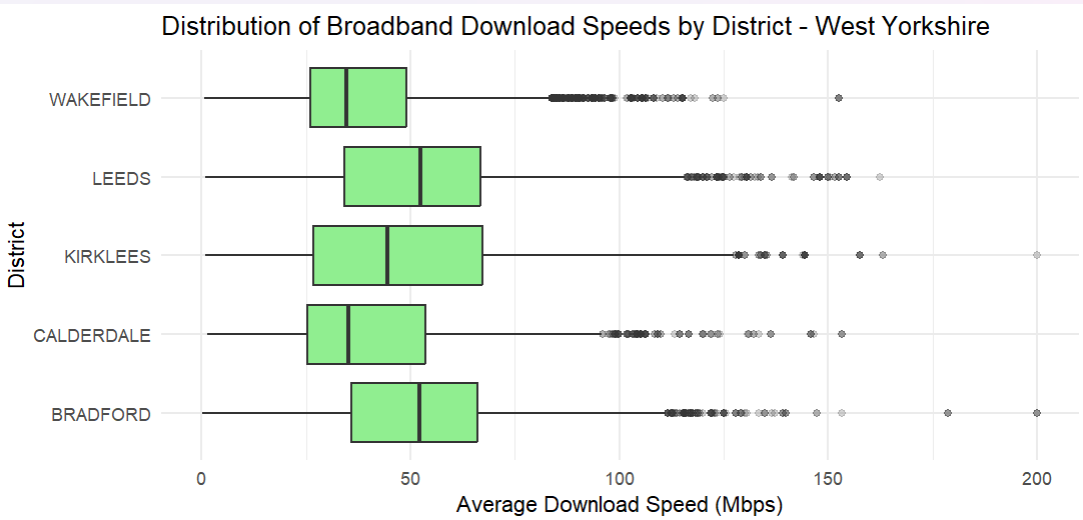 Distribution of Broadband Download Speeds by District - West Yorkshire
District
WAKEFIELD
LEEDS
KIRKLEES
CALDERDALE
BRADFORD
0 50 100 150 200
Average Download Speed (Mbps)